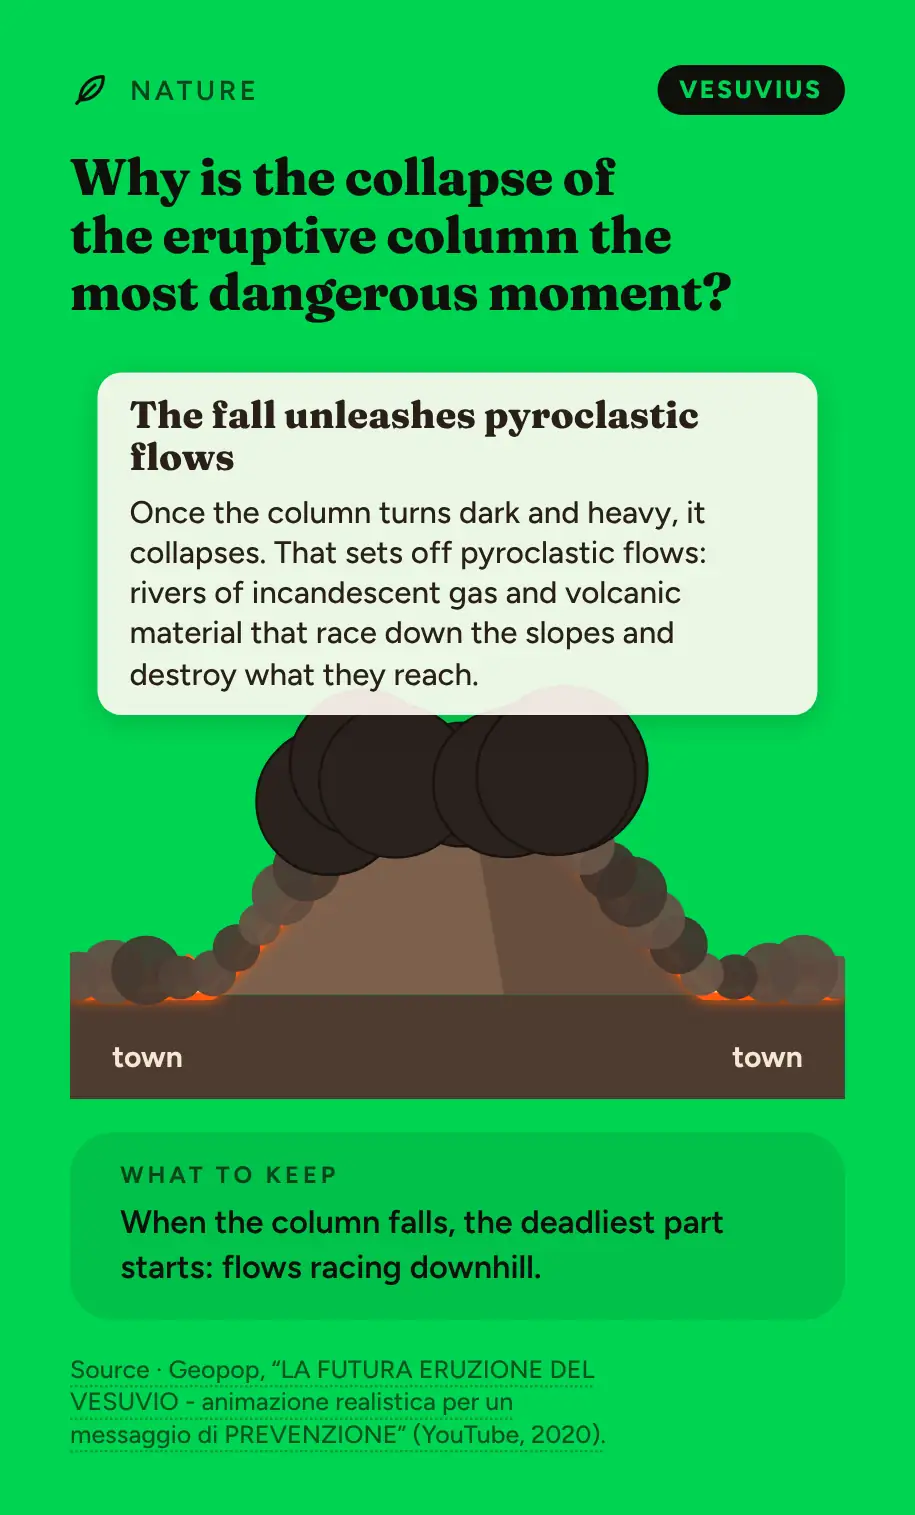 NATURE
VESUVIUS
Why is the collapse of
the eruptive column the
most dangerous moment?
The fall unleashes pyroclastic
flows
Once the column turns dark and heavy, it
collapses. That sets off pyroclastic flows:
rivers of incandescent gas and volcanic
material that race down the slopes and
destroy what they reach.
town
town
WHAT TO KEEP
When the column falls, the deadliest part
starts: flows racing downhill.
Source · Geopop, “LA FUTURA ERUZIONE DEL
VESUVIO - animazione realistica per un
messaggio di PREVENZIONE” (YouTube, 2020).